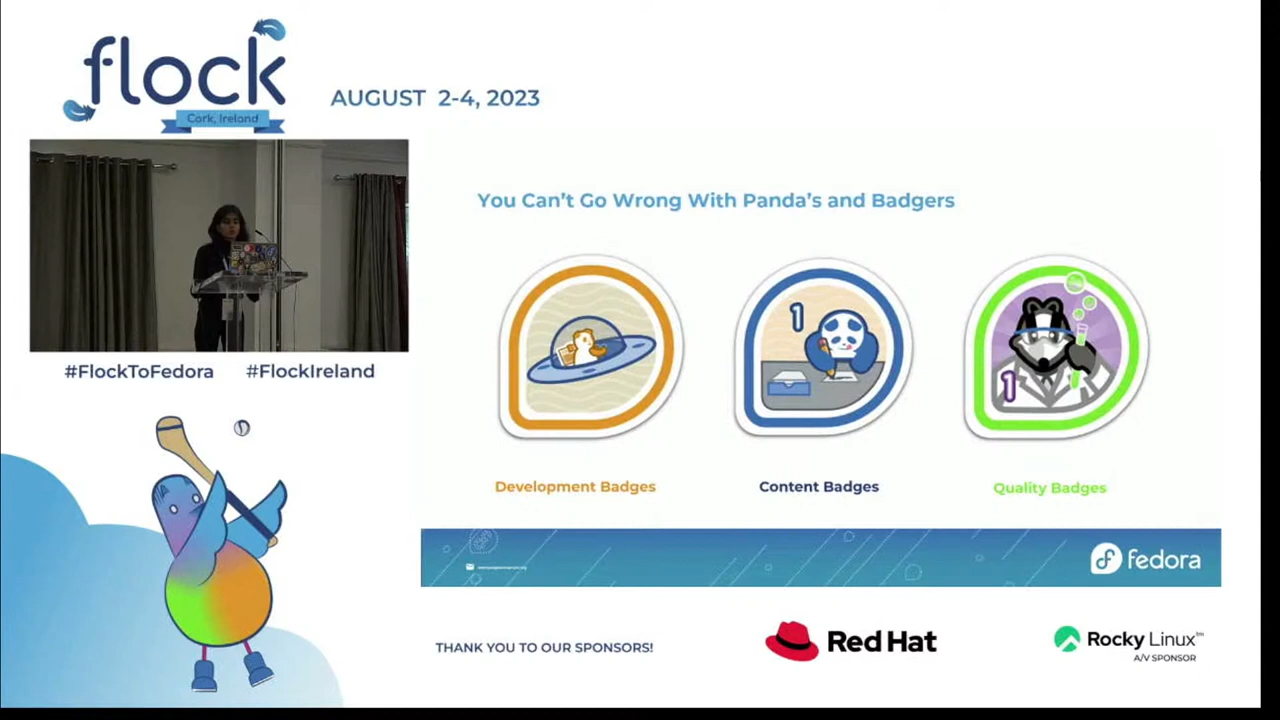 flock
Cork, Ireland
AUGUST 2-4, 2023
You Can't Go Wrong With Panda's and Badgers
1
1
Development Badges
Content Badges
Quality Badges
#FlockToFedora #FlockIreland
fedora
THANK YOU TO OUR SPONSORS!
Red Hat
Rocky Linux™
A/V SPONSOR